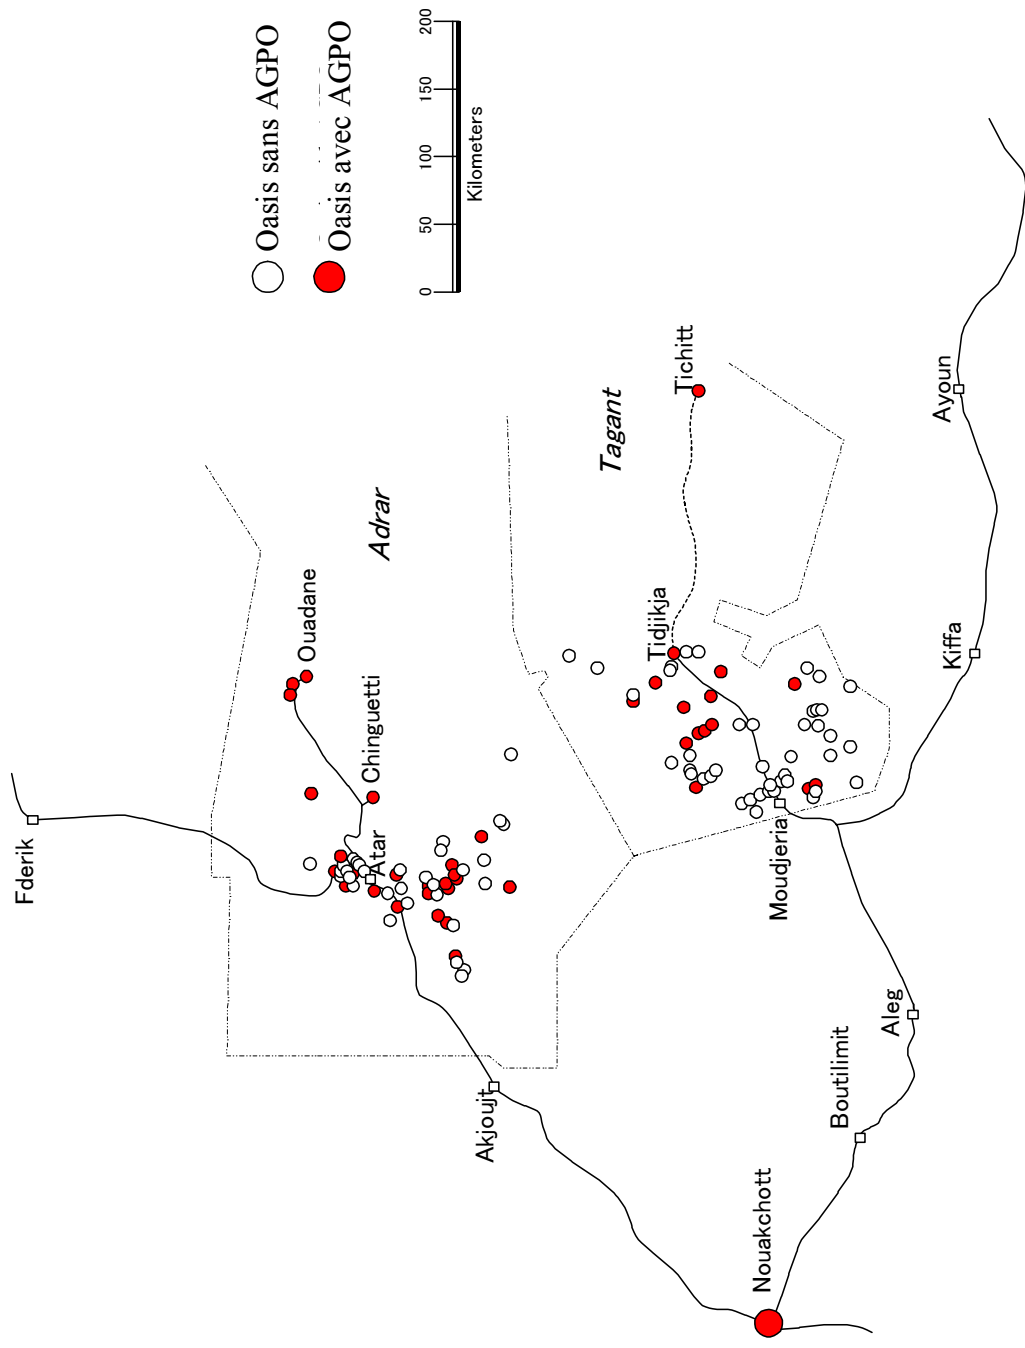 Oasis sans AGPO
Oasis avec AGPO
0 50 100 150 200
Kilometers
Fderik
Ouadane
Adrar
Chinguetti
Atar
Akjoujt
Tagant
Tichitt
Tidjikja
Moudjeria
Nouakchott
Boutilimit
Aleg
Kiffa
Ayoun